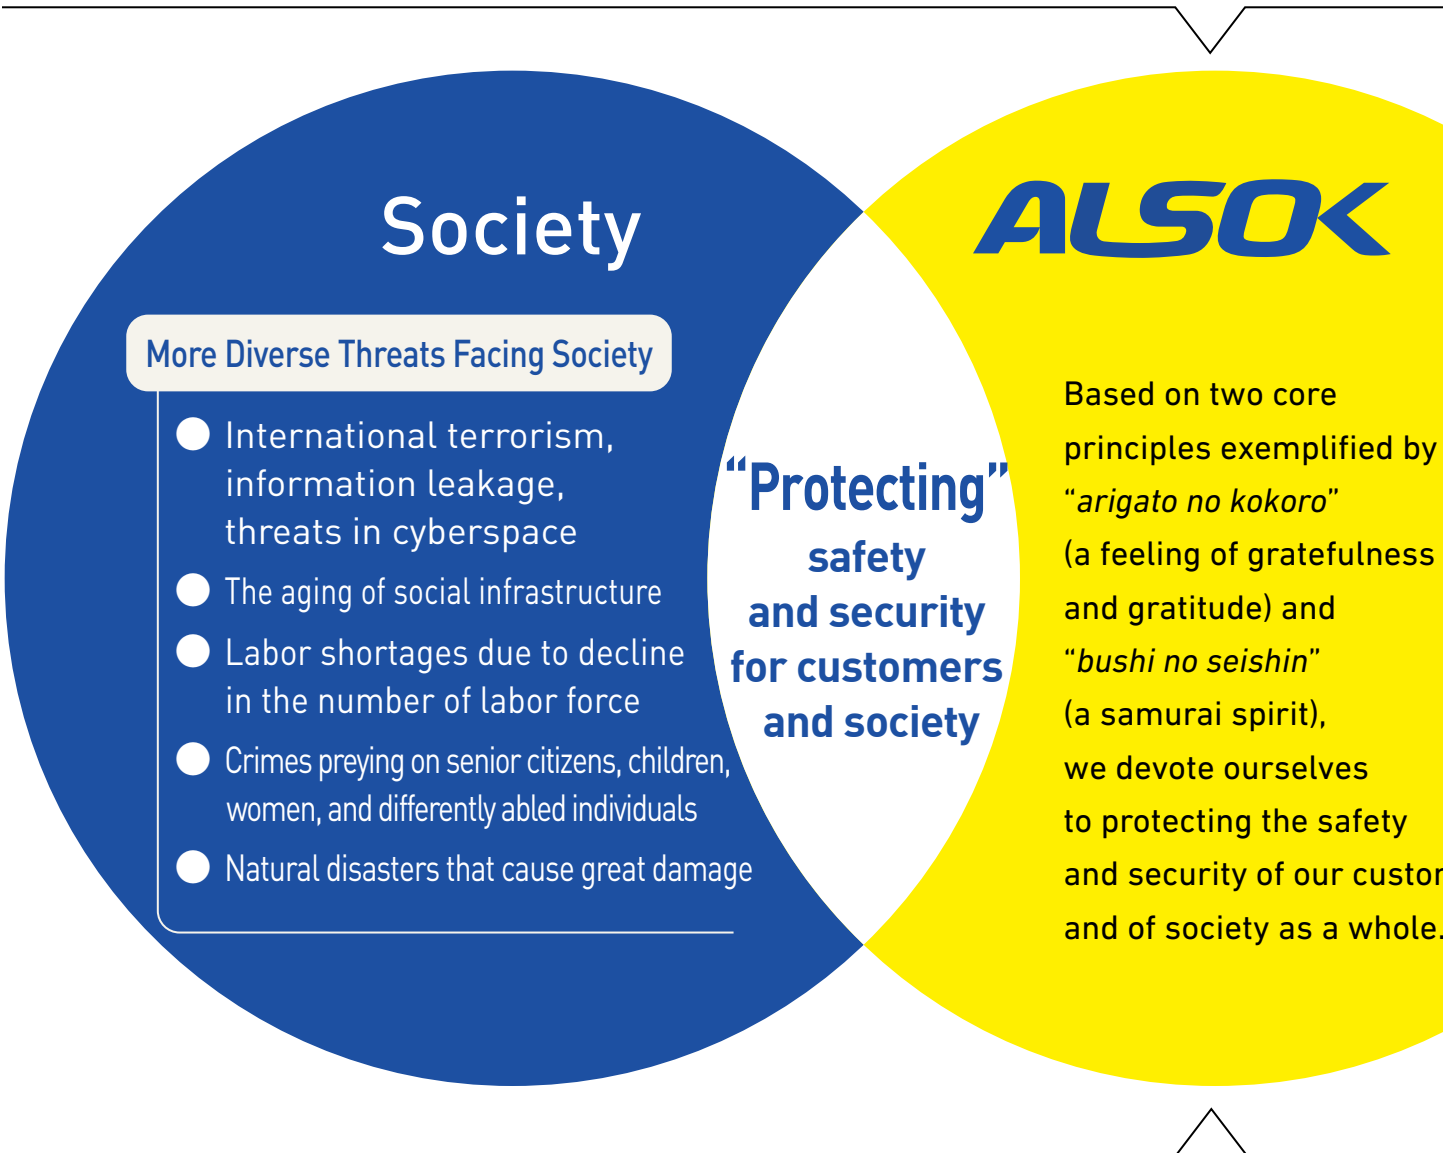 Society
More Diverse Threats Facing Society
International terrorism,
information leakage,
threats in cyberspace
The aging of social infrastructure
Labor shortages due to decline
in the number of labor force
Crimes preying on senior citizens, children,
women, and differently abled individuals
Natural disasters that cause great damage
“Protecting”
safety
and security
for customers
and society
ALSOK
Based on two core
principles exemplified by
“arigato no kokoro”
(a feeling of gratefulness
and gratitude) and
“bushi no seishin”
(a samurai spirit),
we devote ourselves
to protecting the safety
and security of our
and of society as a whole.